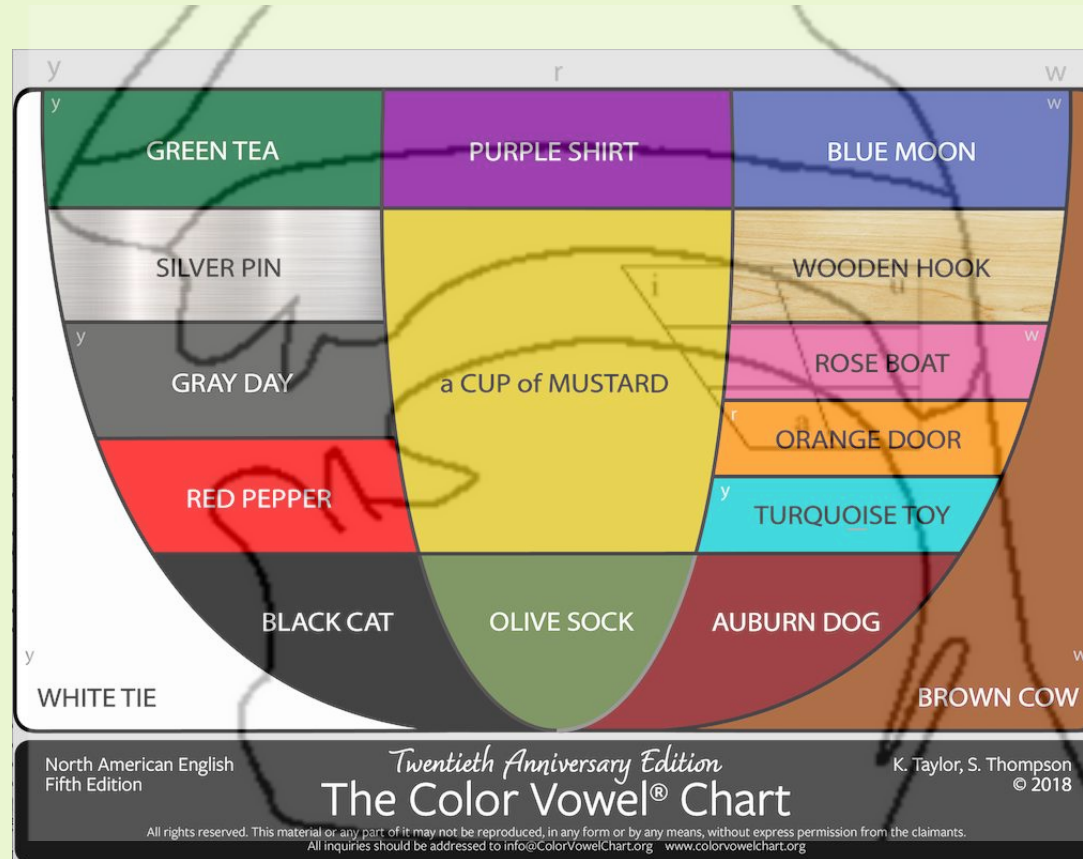 y r w
y w
GREEN TEA PURPLE SHIRT BLUE MOON
SILVER PIN WOODEN HOOK
i u
y w
GRAY DAY a CUP of MUSTARD ROSE BOAT
r a
ORANGE DOOR
RED PEPPER
y
TURQUOISE TOY
BLACK CAT OLIVE SOCK AUBURN DOG
y w
WHITE TIE BROWN COW
North American English
Fifth Edition
Twentieth Anniversary Edition
The Color Vowel® Chart
K. Taylor, S. Thompson
© 2018
All rights reserved. This material or any part of it may not be reproduced, in any form or by any means, without express permission from the claimants.
All inquiries should be addressed to info@ColorVowelChart.org www.colorvowelchart.org